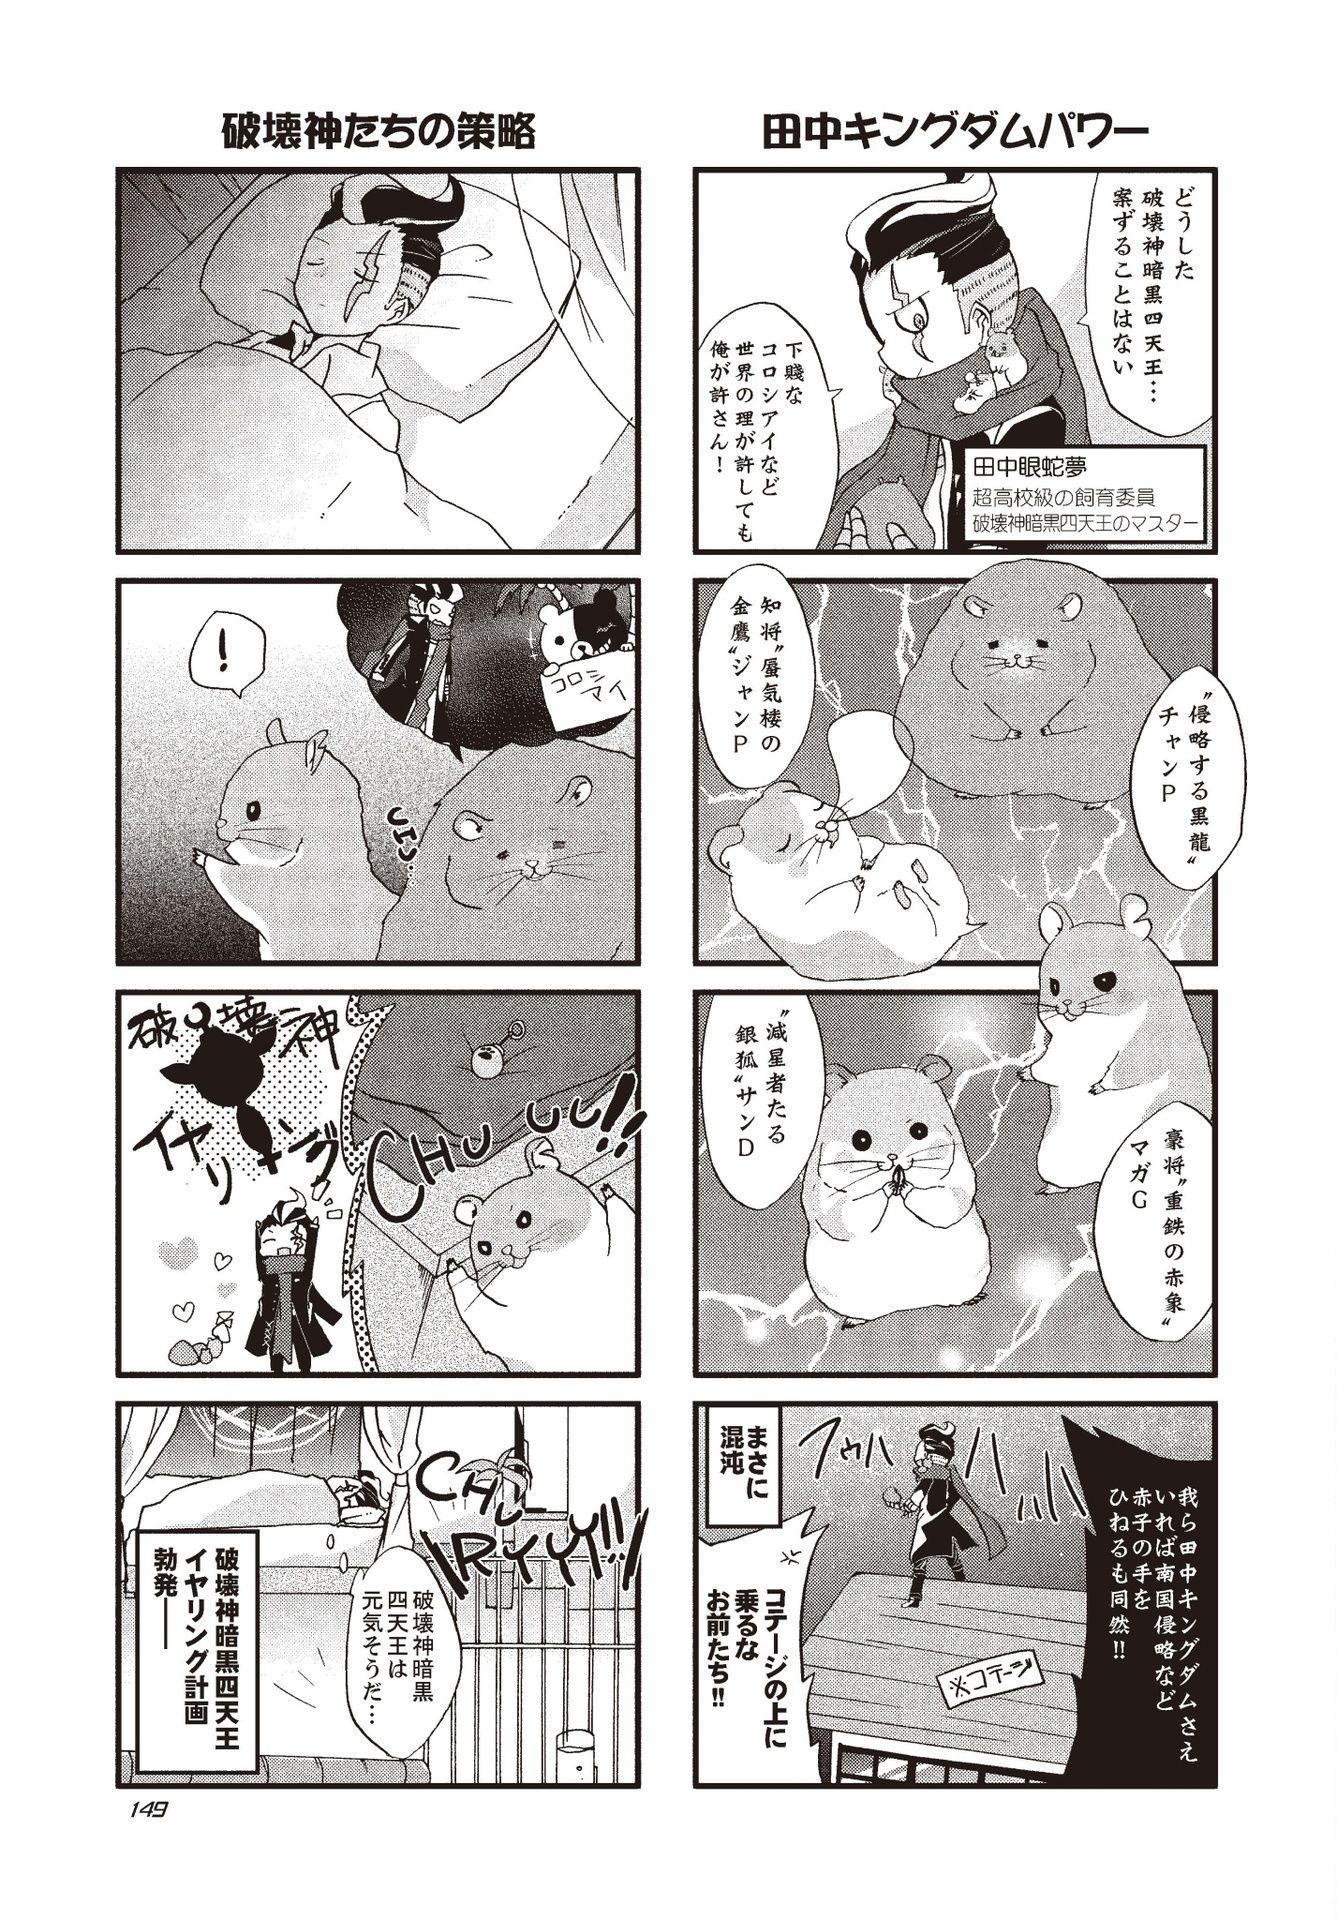 田中キングダムパワー
どうした
破壊神暗黒四天王…
案ずることはない
下賤な
コロシアイなど
世界の理が許しても
俺が許さん！
田中眼蛇夢
超高校級の飼育委員
破壊神暗黒四天王のマスター
〝侵略する黒龍〟
チャンP
知将〝蜃気楼の
金鷹〟ジャンP
豪将〝重鉄の赤象〟
マガG
〝滅星者たる
銀狐〟サンD
我ら田中キングダムさえ
いれば南国侵略など
赤子の手を
ひねるも同然!!
フゥハハハ
まさに
混沌
※コテージ
コテージの上に
乗るな
お前たち!!
破壊神たちの策略
コロシ
アイ
！
破壊神
イヤリング
CHUUU!!
CHU
RYYY!!!
破壊神暗黒
四天王は
元気そうだ…
破壊神暗黒四天王
イヤリング計画
勃発――
149